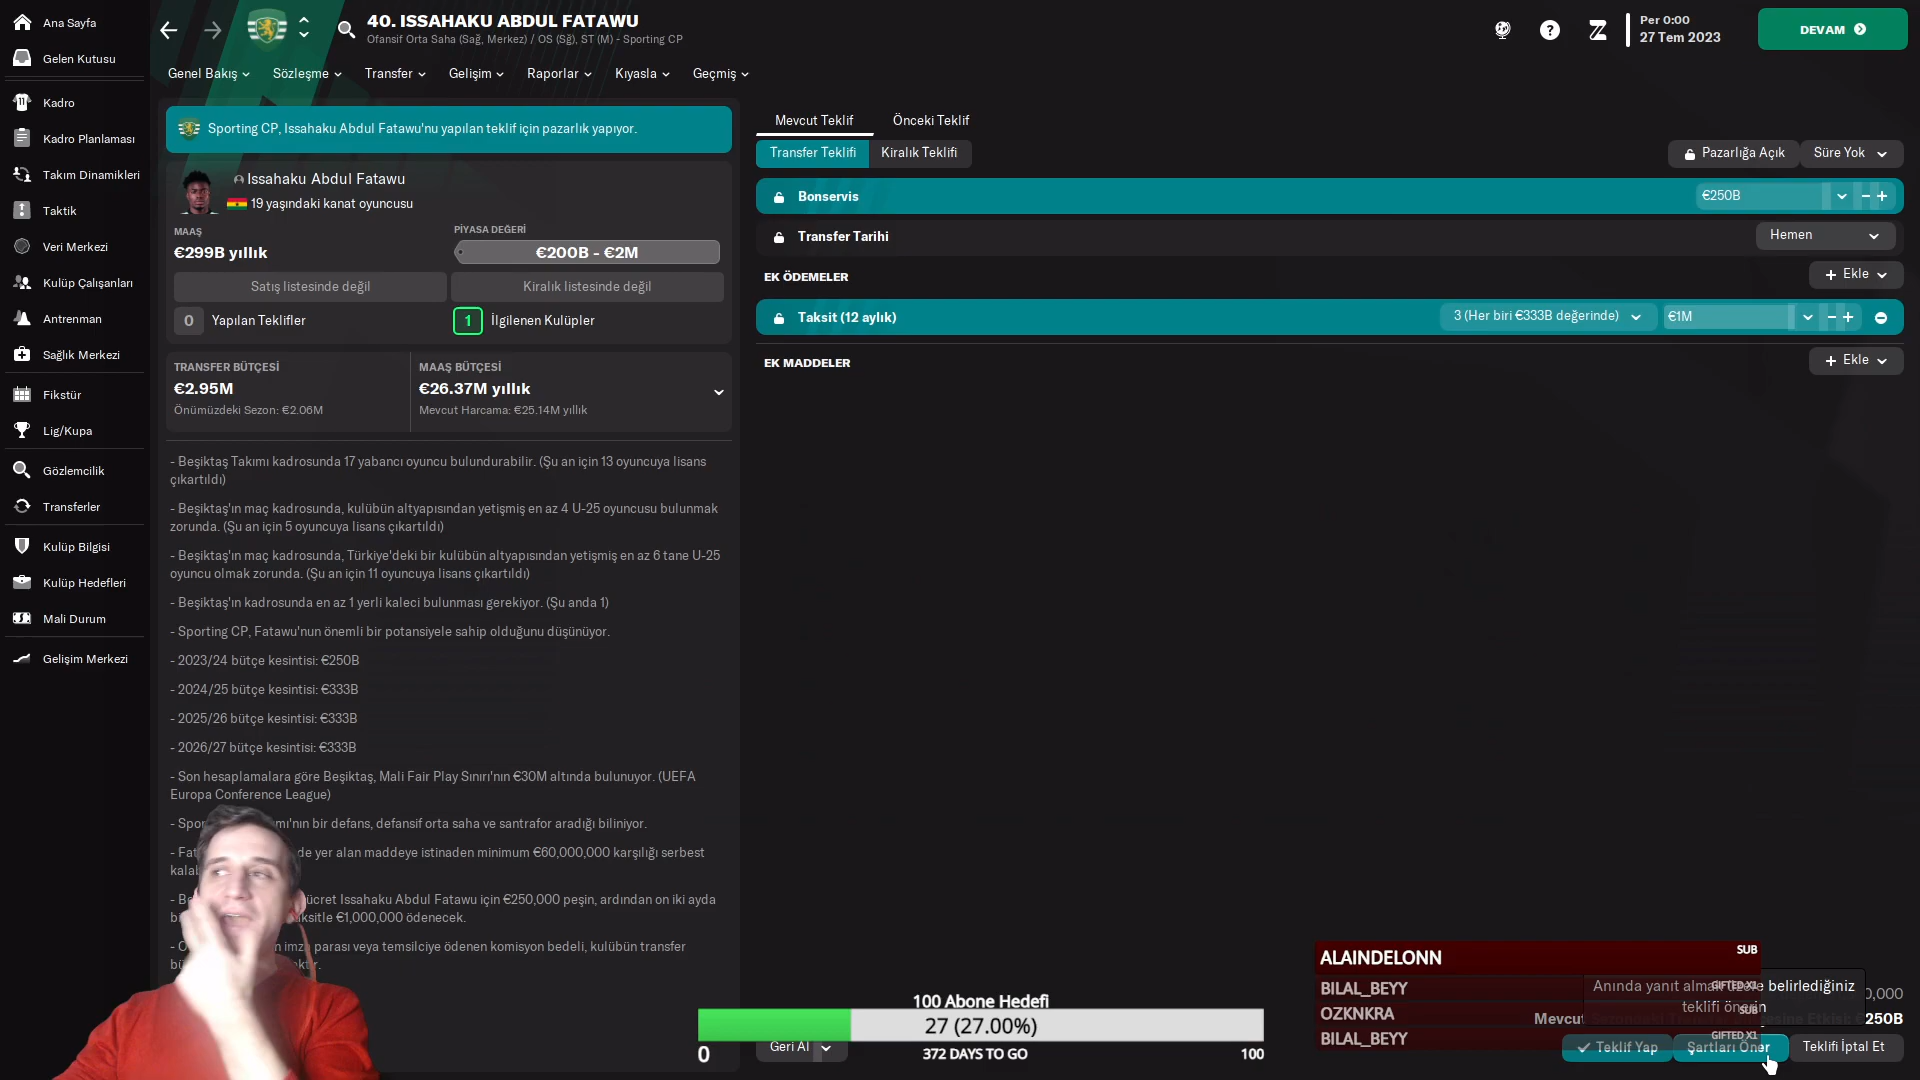 Ana Sayfa
Gelen Kutusu
Kadro
Kadro Planlaması
Takım Dinamikleri
Taktik
Veri Merkezi
Kulüp Çalışanları
Antrenman
Sağlık Merkezi
Fikstür
Lig/Kupa
Gözlemcilik
Transferler
Kulüp Bilgisi
Kulüp Hedefleri
Mali Durum
Gelişim Merkezi
40. ISSAHAKU ABDUL FATAWU
Ofansif Orta Saha (Sağ, Merkez) / OS (Sğ), ST (M) - Sporting CP
Per 0:00
27 Tem 2023
DEVAM
Genel Bakış
Sözleşme
Transfer
Gelişim
Raporlar
Kıyasla
Geçmiş
Sporting CP, Issahaku Abdul Fatawu'nu yapılan teklif için pazarlık yapıyor.
Issahaku Abdul Fatawu
19 yaşındaki kanat oyuncusu
MAAŞ
€299B yıllık
PİYASA DEĞERİ
€200B - €2M
Satış listesinde değil
Kiralık listesinde değil
0 Yapılan Teklifler
1 İlgilenen Kulüpler
TRANSFER BÜTÇESİ
€2.95M
Önümüzdeki Sezon: €2.06M
MAAŞ BÜTÇESİ
€26.37M yıllık
Mevcut Harcama: €25.14M yıllık
- Beşiktaş Takımı kadrosunda 17 yabancı oyuncu bulundurabilir. (Şu an için 13 oyuncuya lisans
çıkartıldı)
- Beşiktaş'ın maç kadrosunda, kulübün altyapısından yetişmiş en az 4 U-25 oyuncusu bulunmak
zorunda. (Şu an için 5 oyuncuya lisans çıkartıldı)
- Beşiktaş'ın maç kadrosunda, Türkiye'deki bir kulübün altyapısından yetişmiş en az 6 tane U-25
oyuncu olmak zorunda. (Şu an için 11 oyuncuya lisans çıkartıldı)
- Beşiktaş'ın kadrosunda en az 1 yerli kaleci bulunması gerekiyor. (Şu anda 1)
- Sporting CP, Fatawu'nun önemli bir potansiyele sahip olduğunu düşünüyor.
- 2023/24 bütçe kesintisi: €250B
- 2024/25 bütçe kesintisi: €333B
- 2025/26 bütçe kesintisi: €333B
- 2026/27 bütçe kesintisi: €333B
- Son hesaplamalara göre Beşiktaş, Mali Fair Play Sınırı'nın €30M altında bulunuyor. (UEFA
Europa Conference League)
- Spor mı'nın bir defans, defansif orta saha ve santrafor aradığı biliniyor.
- Fat de yer alan maddeye istinaden minimum €60,000,000 karşılığı serbest
kala
- Be ücret Issahaku Abdul Fatawu için €250,000 peşin, ardından on iki ayda
bi aksitle €1,000,000 ödenecek.
- O n imza parası veya temsilciye ödenen komisyon bedeli, kulübün transfer
bü ktir.
Mevcut Teklif
Önceki Teklif
Transfer Teklifi
Kiralık Teklifi
Pazarlığa Açık
Süre Yok
Bonservis
€250B
Transfer Tarihi
Hemen
EK ÖDEMELER
Ekle
Taksit (12 aylık)
3 (Her biri €333B değerinde)
€1M
EK MADDELER
Ekle
ALAINDELONN SUB
BILAL_BEYY GIFTED X1
OZKNKRA SUB
BILAL_BEYY GIFTED X1
Anında yanıt almak belirlediğiniz
teklifi önerin
Mevcut
€250B
Teklif Yap
Şartları Öner
Teklifi İptal Et
100 Abone Hedefi
27 (27.00%)
0
372 DAYS TO GO
100
Geri Al